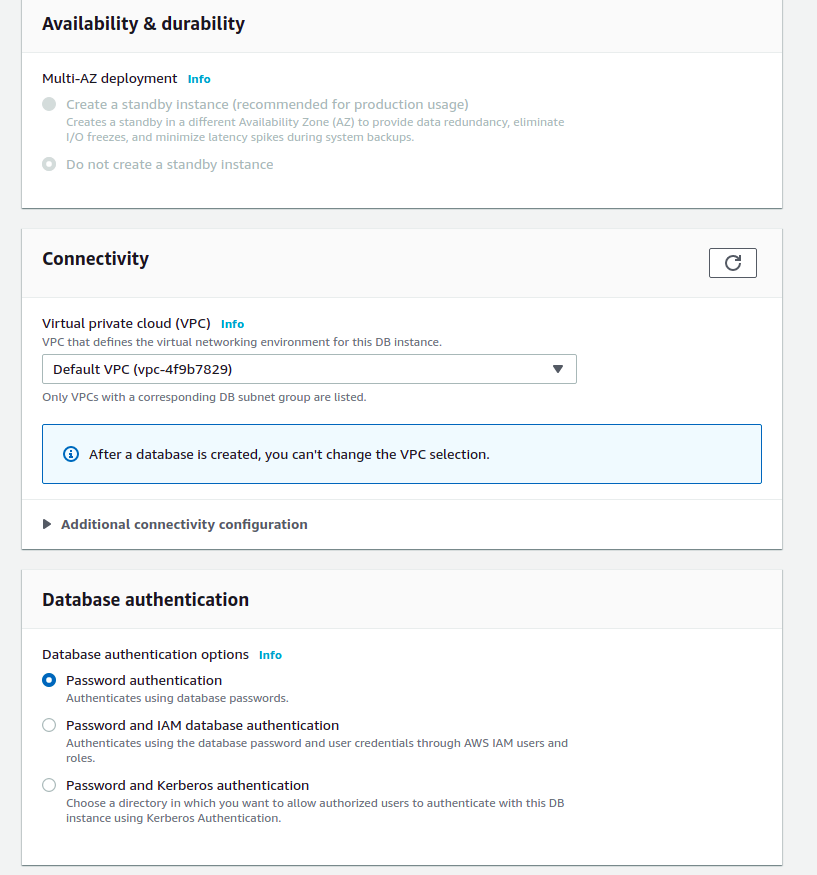 Availability & durability
Multi-AZ deployment Info
Create a standby instance (recommended for production usage)
Creates a standby in a different Availability Zone (AZ) to provide data redundancy, eliminate
I/O freezes, and minimize latency spikes during system backups.
Do not create a standby instance
Connectivity
Virtual private cloud (VPC) Info
VPC that defines the virtual networking environment for this DB instance.
Default VPC (vpc-4f9b7829)
Only VPCs with a corresponding DB subnet group are listed.
After a database is created, you can't change the VPC selection.
Additional connectivity configuration
Database authentication
Database authentication options Info
Password authentication
Authenticates using database passwords.
Password and IAM database authentication
Authenticates using the database password and user credentials through AWS IAM users and
roles.
Password and Kerberos authentication
Choose a directory in which you want to allow authorized users to authenticate with this DB
instance using Kerberos Authentication.